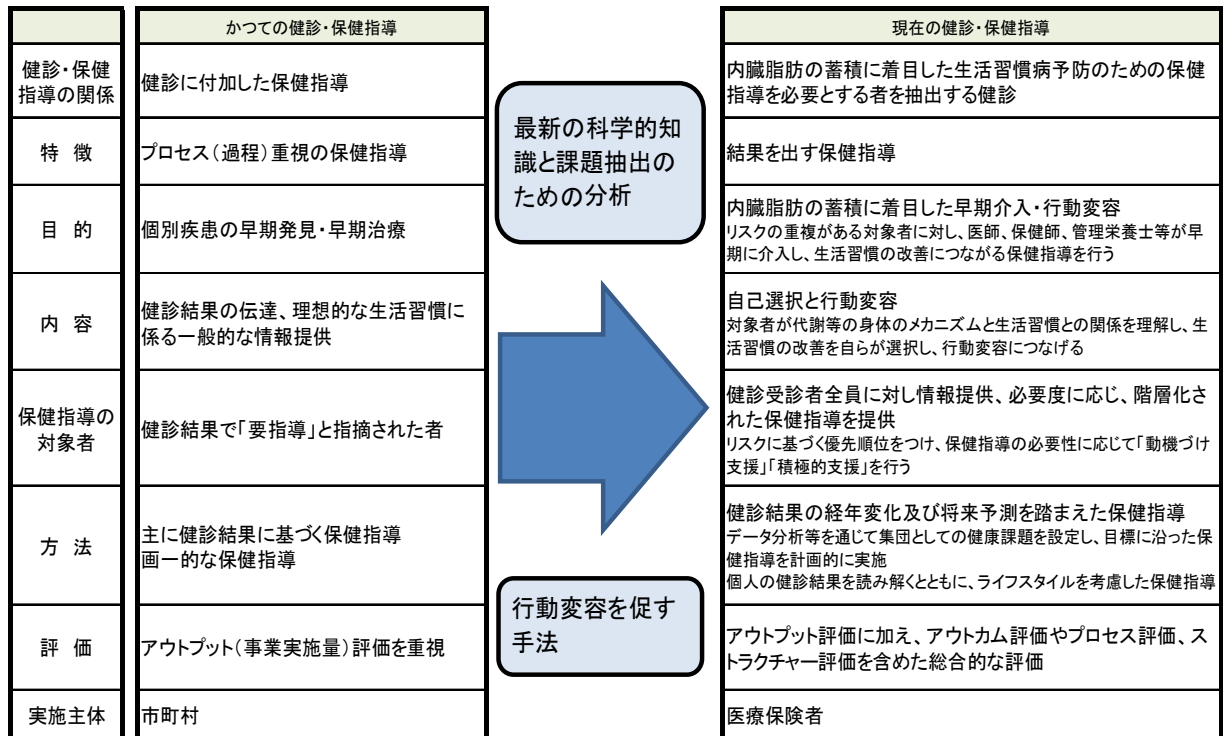 かつての健診・保健指導
現在の健診・保健指導
健診・保健
指導の関係
健診に付加した保健指導
内臓脂肪の蓄積に着目した生活習慣病予防のための保健
指導を必要とする者を抽出する健診
特 徴
プロセス(過程)重視の保健指導
結果を出す保健指導
最新の科学的知
識と課題抽出の
ための分析
目 的
個別疾患の早期発見・早期治療
内臓脂肪の蓄積に着目した早期介入・行動変容
リスクの重複がある対象者に対し、医師、保健師、管理栄養士等が早
期に介入し、生活習慣の改善につながる保健指導を行う
内 容
健診結果の伝達、理想的な生活習慣に
係る一般的な情報提供
自己選択と行動変容
対象者が代謝等の身体のメカニズムと生活習慣との関係を理解し、生
活習慣の改善を自らが選択し、行動変容につなげる
保健指導の
対象者
健診結果で「要指導」と指摘された者
健診受診者全員に対し情報提供、必要度に応じ、階層化さ
れた保健指導を提供
リスクに基づく優先順位をつけ、保健指導の必要性に応じて「動機づけ
支援」「積極的支援」を行う
方 法
主に健診結果に基づく保健指導
画一的な保健指導
健診結果の経年変化及び将来予測を踏まえた保健指導
データ分析等を通じて集団としての健康課題を設定し、目標に沿った保
健指導を計画的に実施
個人の健診結果を読み解くとともに、ライフスタイルを考慮した保健指導
行動変容を促す
手法
評 価
アウトプット(事業実施量)評価を重視
アウトプット評価に加え、アウトカム評価やプロセス評価、ス
トラクチャー評価を含めた総合的な評価
実施主体
市町村
医療保険者